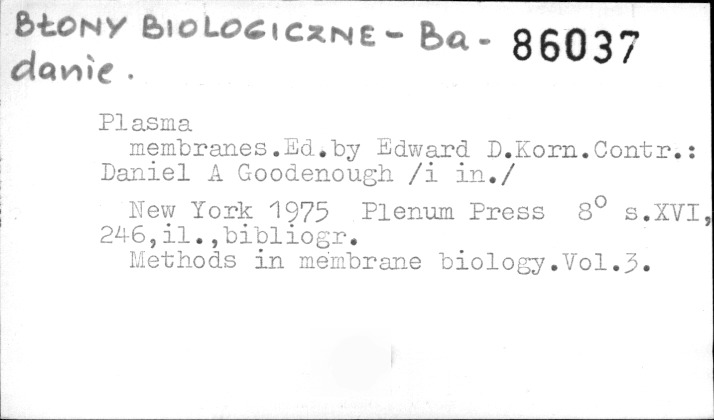 BŁONY BIOLOGICZNE - Ba- 86037
danie.
Plasma
membranes.Ed.by Edward D.Korn.Contr.:
Daniel A Goodenough /i in./
New York 1975 Plenum Press 8° s.XVI,
246,il.,bibliogr.
Methods in membrane biology.Vol.3.